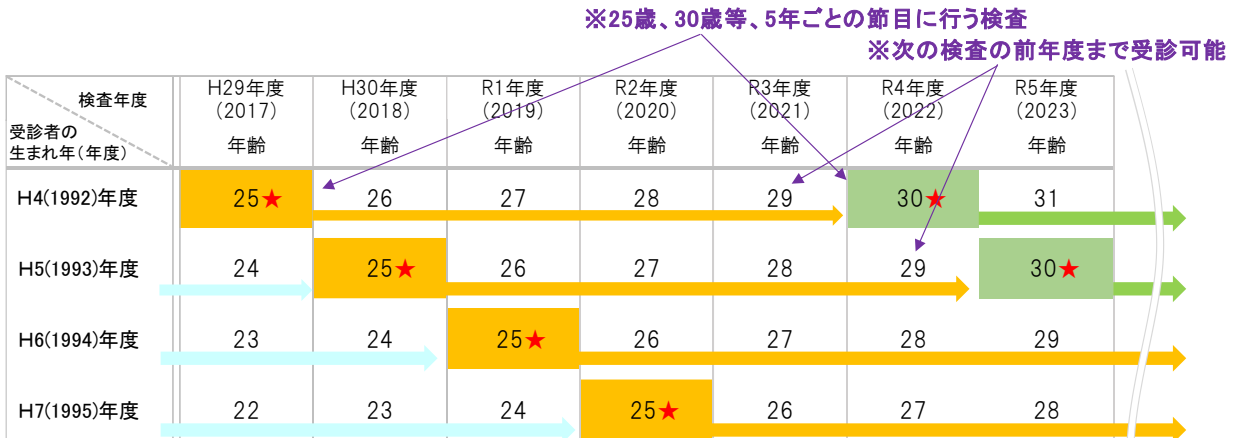 ※25歳、30歳等、5年ごとの節目に行う検査
※次の検査の前年度まで受診可能
検査年度
受診者の
生まれ年(年度)
H29年度 H30年度 R1年度 R2年度 R3年度 R4年度 R5年度
(2017) (2018) (2019) (2020) (2021) (2022) (2023)
年齢 年齢 年齢 年齢 年齢 年齢 年齢
H4(1992)年度 25★ 26 27 28 29 30★ 31
H5(1993)年度 24 25★ 26 27 28 29 30★
H6(1994)年度 23 24 25★ 26 27 28 29
H7(1995)年度 22 23 24 25★ 26 27 28